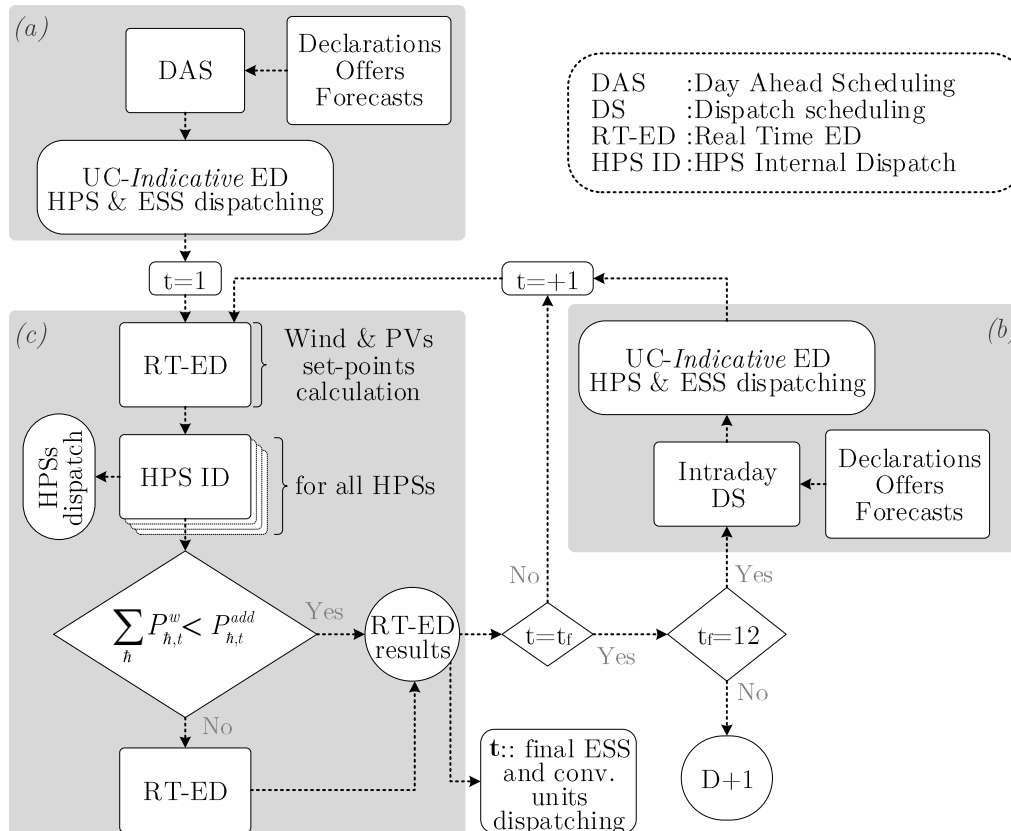 (a)
DAS
Declarations
Offers
Forecasts
UC-Indicative ED
HPS & ESS dispatching
DAS :Day Ahead Scheduling
DS :Dispatch scheduling
RT-ED :Real Time ED
HPS ID :HPS Internal Dispatch
t=1
t=+1
(c)
RT-ED
Wind & PVs
set-points
calculation
HPSs
dispatch
HPS ID
for all HPSs
∑ħ P^w_ħ,t < P^add_ħ,t
Yes
No
RT-ED
RT-ED
results
t:: final ESS
and conv.
units
dispatching
No
t=t_f
Yes
(b)
UC-Indicative ED
HPS & ESS dispatching
Intraday
DS
Declarations
Offers
Forecasts
Yes
t_f=12
No
D+1